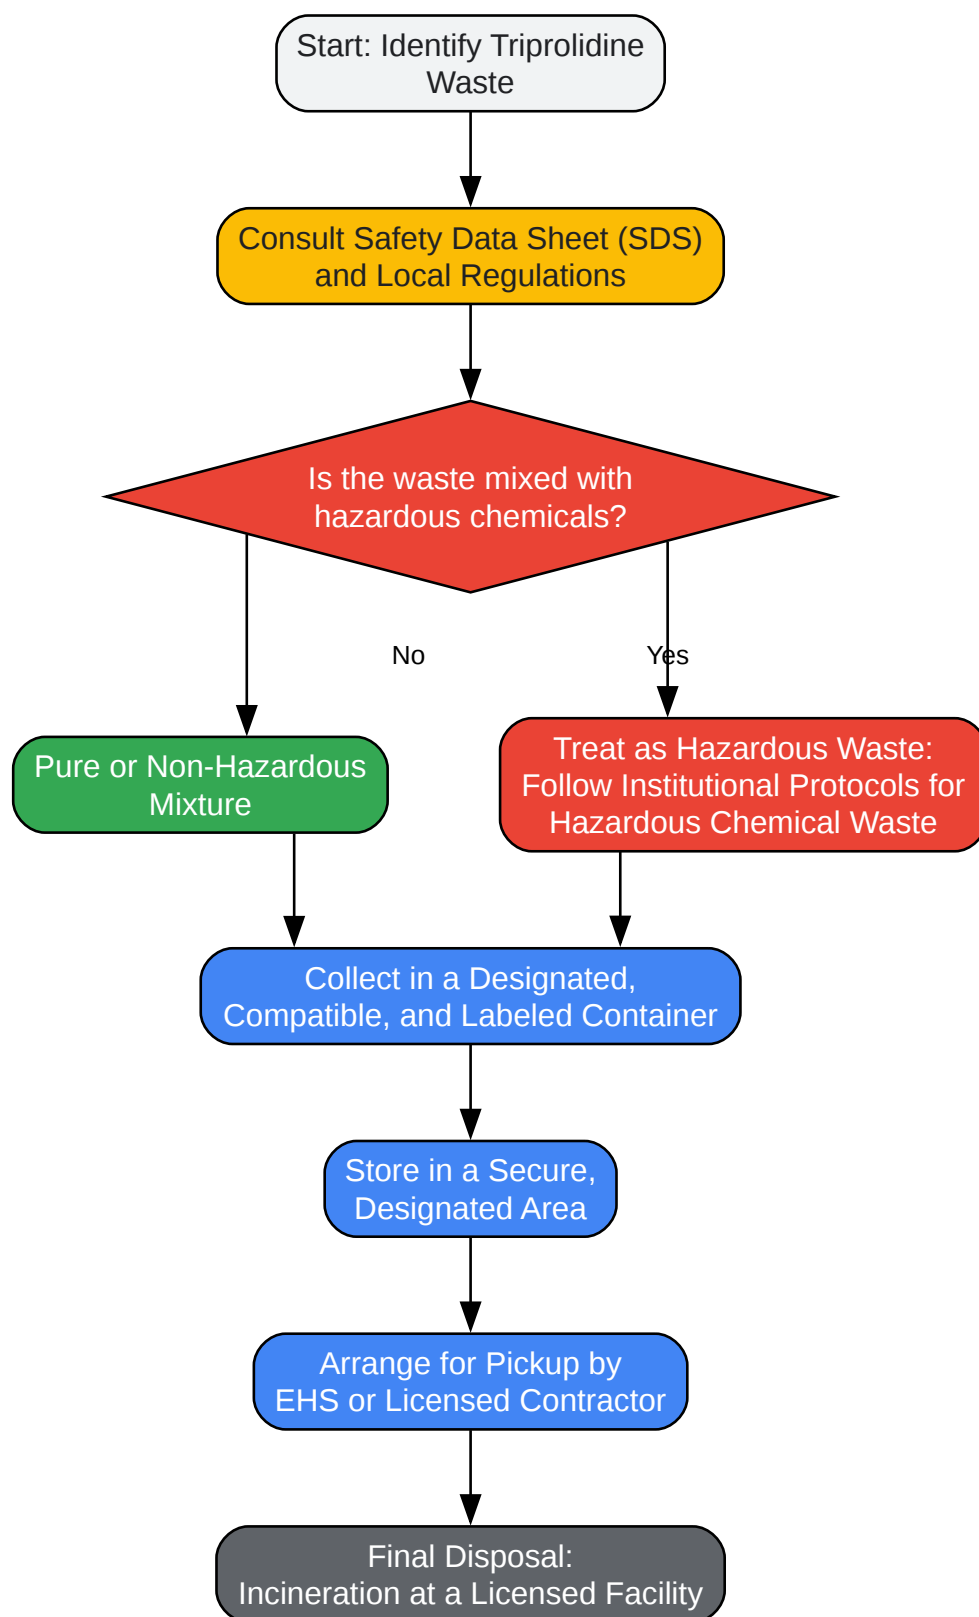 Start: Identify Triprolidine
Waste
Consult Safety Data Sheet (SDS)
and Local Regulations
Is the waste mixed with
hazardous chemicals?
No
Yes
Pure or Non-Hazardous
Mixture
Treat as Hazardous Waste:
Follow Institutional Protocols for
Hazardous Chemical Waste
Collect in a Designated,
Compatible, and Labeled Container
Store in a Secure,
Designated Area
Arrange for Pickup by
EHS or Licensed Contractor
Final Disposal:
Incineration at a Licensed Facility